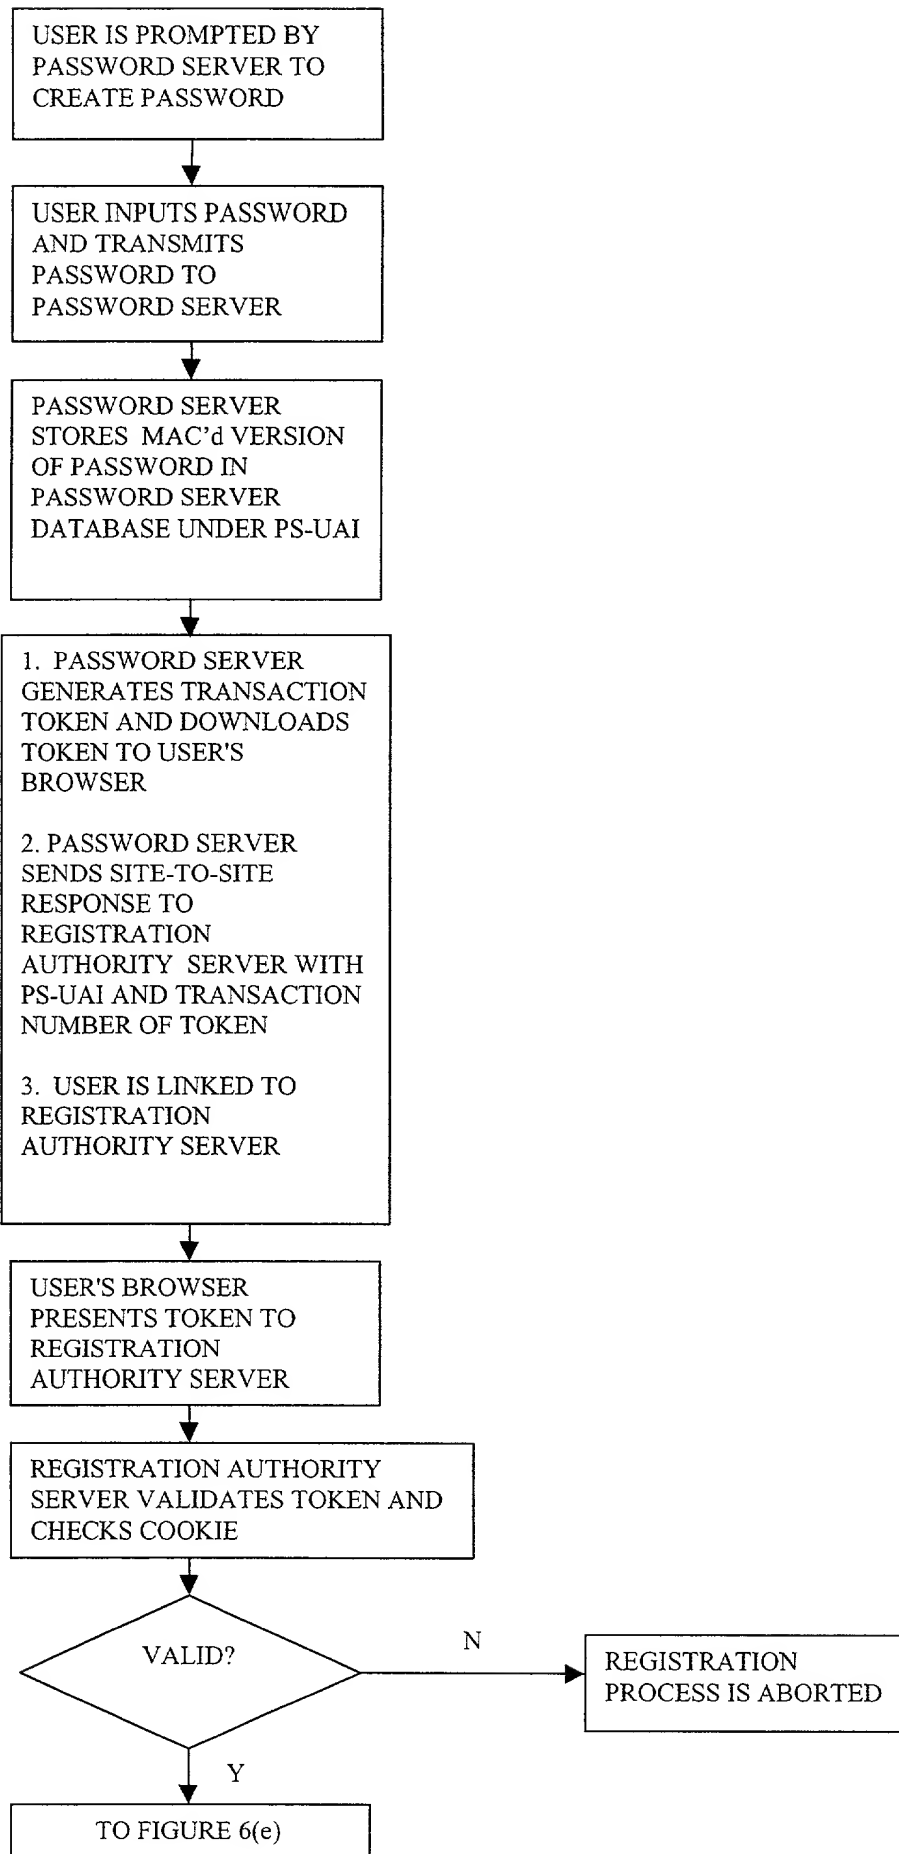 USER IS PROMPTED BY
PASSWORD SERVER TO
CREATE PASSWORD
USER INPUTS PASSWORD
AND TRANSMITS
PASSWORD TO
PASSWORD SERVER
PASSWORD SERVER
STORES MAC'd VERSION
OF PASSWORD IN
PASSWORD SERVER
DATABASE UNDER PS-UAI
1. PASSWORD SERVER
GENERATES TRANSACTION
TOKEN AND DOWNLOADS
TOKEN TO USER'S
BROWSER
2. PASSWORD SERVER
SENDS SITE-TO-SITE
RESPONSE TO
REGISTRATION
AUTHORITY SERVER WITH
PS-UAI AND TRANSACTION
NUMBER OF TOKEN
3. USER IS LINKED TO
REGISTRATION
AUTHORITY SERVER
USER'S BROWSER
PRESENTS TOKEN TO
REGISTRATION
AUTHORITY SERVER
REGISTRATION AUTHORITY
SERVER VALIDATES TOKEN AND
CHECKS COOKIE
VALID?
N
REGISTRATION
PROCESS IS ABORTED
Y
TO FIGURE 6(e)